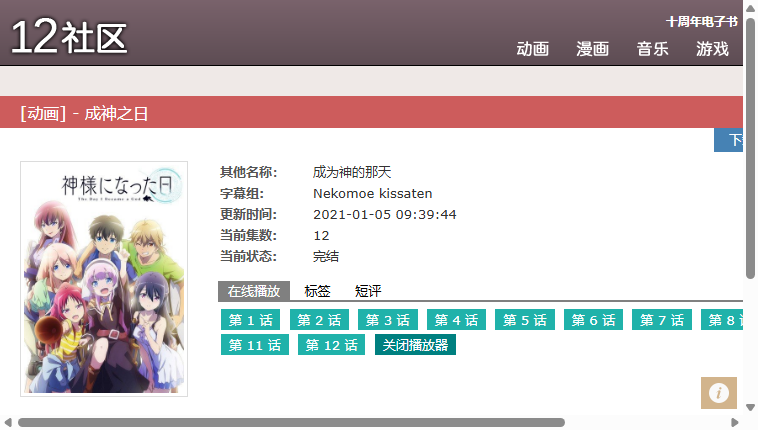 12社区
十周年电子书
动画 漫画 音乐 游戏
[动画] - 成神之日
神様になった日
The Day I Became a God
其他名称: 成为神的那天
字幕组: Nekomoe kissaten
更新时间: 2021-01-05 09:39:44
当前集数: 12
当前状态: 完结
在线播放 标签 短评
第 1 话 第 2 话 第 3 话 第 4 话 第 5 话 第 6 话 第 7 话 第 8
第 11 话 第 12 话 关闭播放器